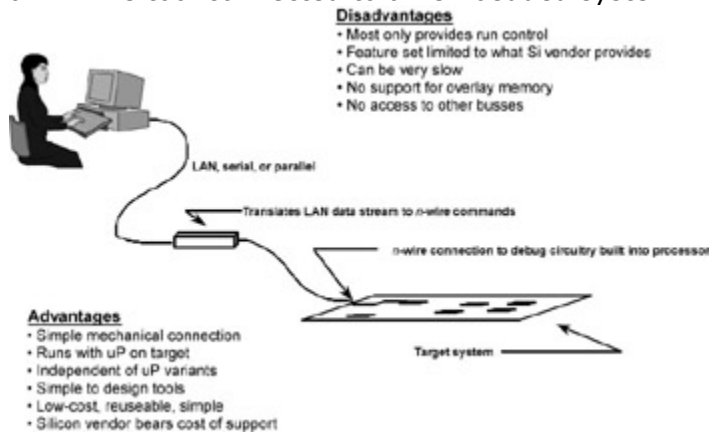 Disadvantages
• Most only provides run control
• Feature set limited to what Si vendor provides
• Can be very slow
• No support for overlay memory
• No access to other busses
LAN, serial, or parallel
Translates LAN data stream to n-wire commands
n-wire connection to debug circuitry built into processor
Advantages
• Simple mechanical connection
• Runs with uP on target
• Independent of uP variants
• Simple to design tools
• Low-cost, reuseable, simple
• Silicon vendor bears cost of support
Target system